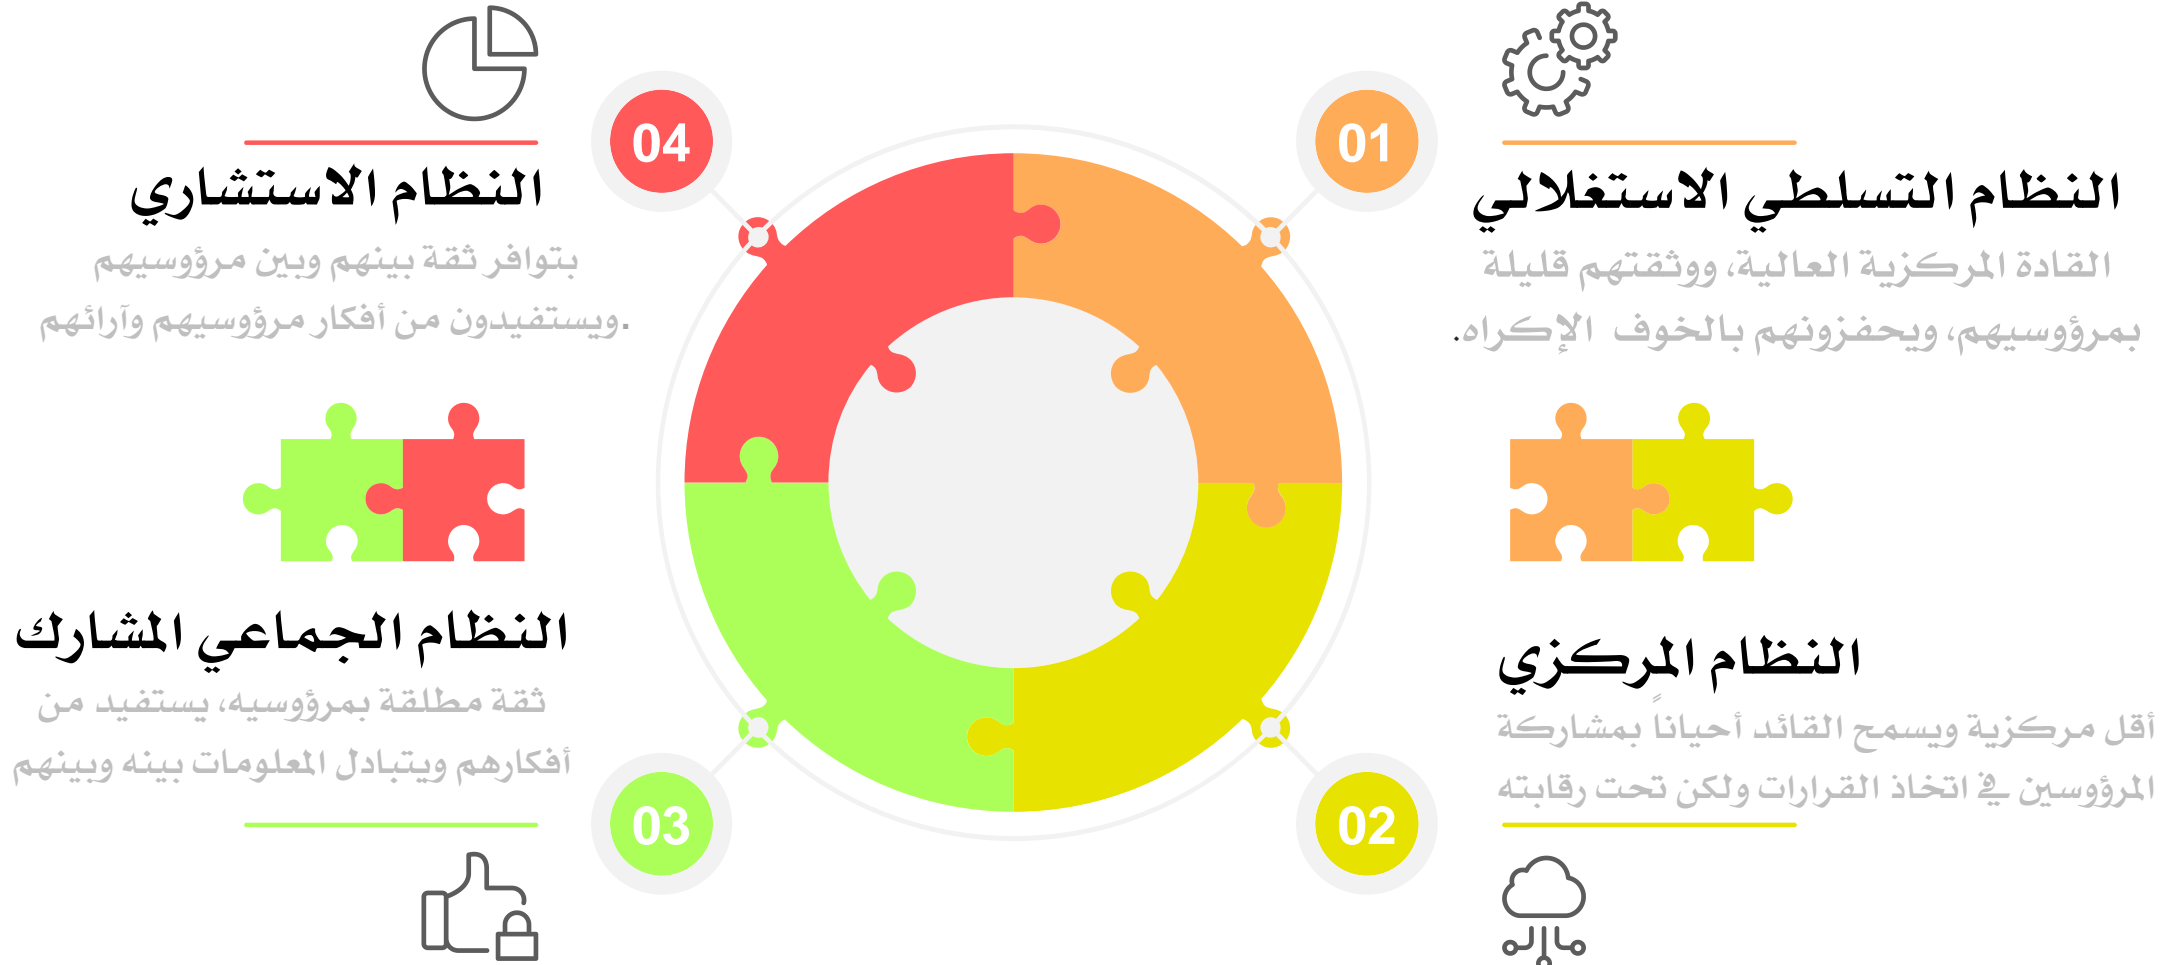 01
النظام التسلطي الاستغلالي
القادة المركزية العالية، ووثقتهم قليلة
بمرؤوسيهم، ويحفزونهم بالخوف الإكراه.
02
النظام المركزي
أقل مركزية ويسمح القائد أحياناً بمشاركة
المرؤوسين في اتخاذ القرارات ولكن تحت رقابته
04
النظام الاستشاري
بتوافر ثقة بينهم وبين مرؤوسيهم
.ويستفيدون من أفكار مرؤوسيهم وآرائهم
03
النظام الجماعي المشارك
ثقة مطلقة بمرؤوسيه، يستفيد من
أفكارهم ويتبادل المعلومات بينه وبينهم